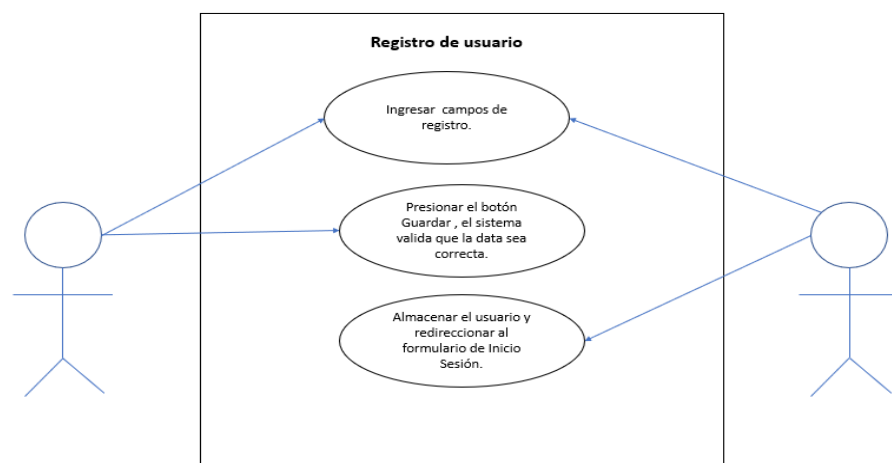 Registro de usuario
Ingresar campos de
registro.
Presionar el botón
Guardar , el sistema
valida que la data sea
correcta.
Almacenar el usuario y
redireccionar al
formulario de Inicio
Sesión.